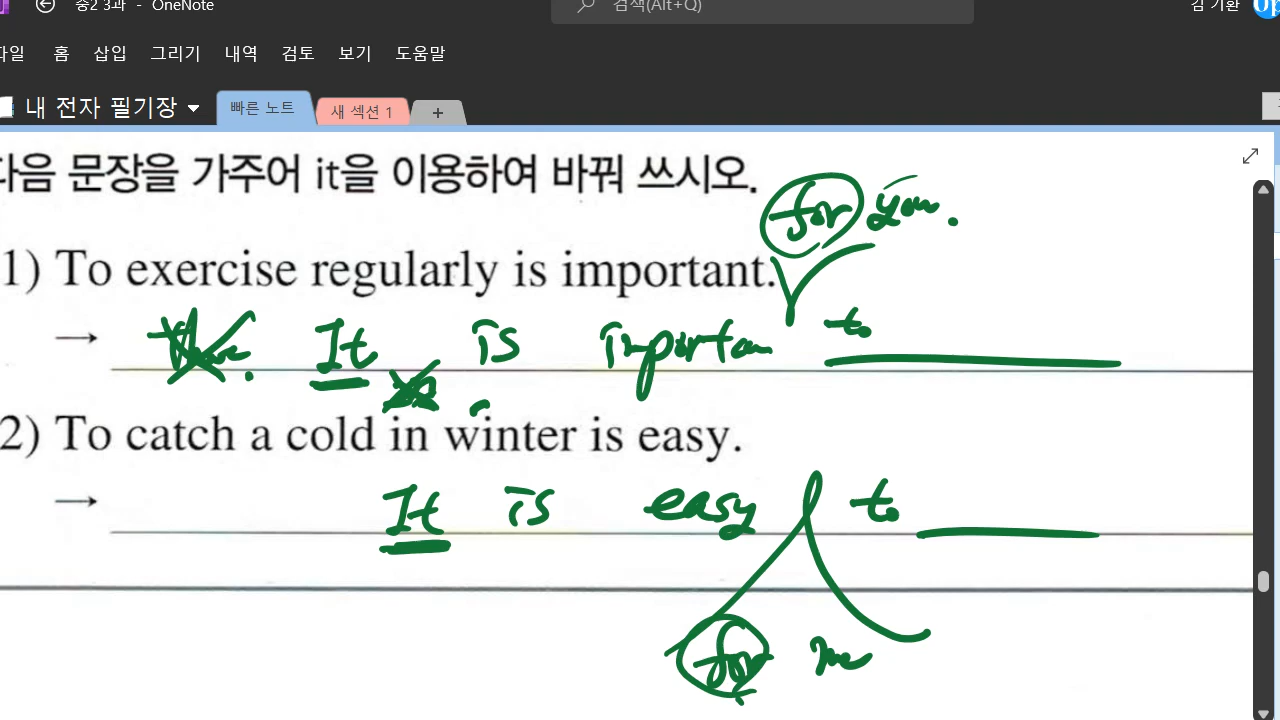 중2 3과 - OneNote
검색(Alt+Q)
김 기환
파일 홈 삽입 그리기 내역 검토 보기 도움말
내 전자 필기장 빠른 노트 새 섹션 1 +
다음 문장을 가주어 it을 이용하여 바꿔 쓰시오.
for you.
1) To exercise regularly is important.
→ It is importan to
2) To catch a cold in winter is easy.
→ It is easy to
for me